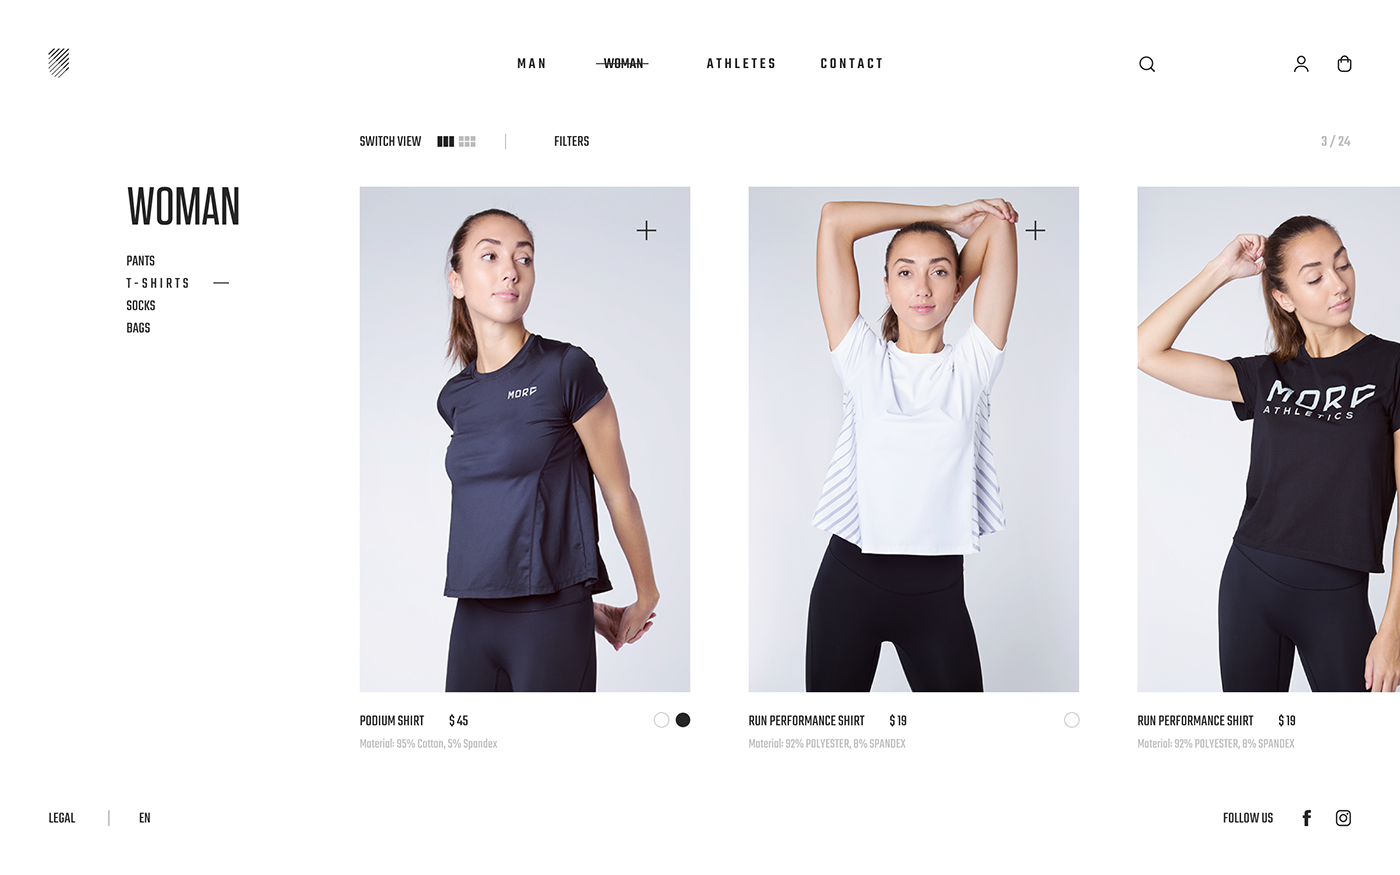 MAN
WOMAN
ATHLETES
CONTACT
SWITCH VIEW
FILTERS
3 / 24
WOMAN
PANTS
T-SHIRTS
SOCKS
BAGS
MORE
MORE
ATHLETICS
PODIUM SHIRT $ 45
Material: 95% Cotton, 5% Spandex
RUN PERFORMANCE SHIRT $ 19
Material: 92% POLYESTER, 8% SPANDEX
RUN PERFORMANCE SHIRT $ 19
Material: 92% POLYESTER, 8% SPANDEX
LEGAL
EN
FOLLOW US